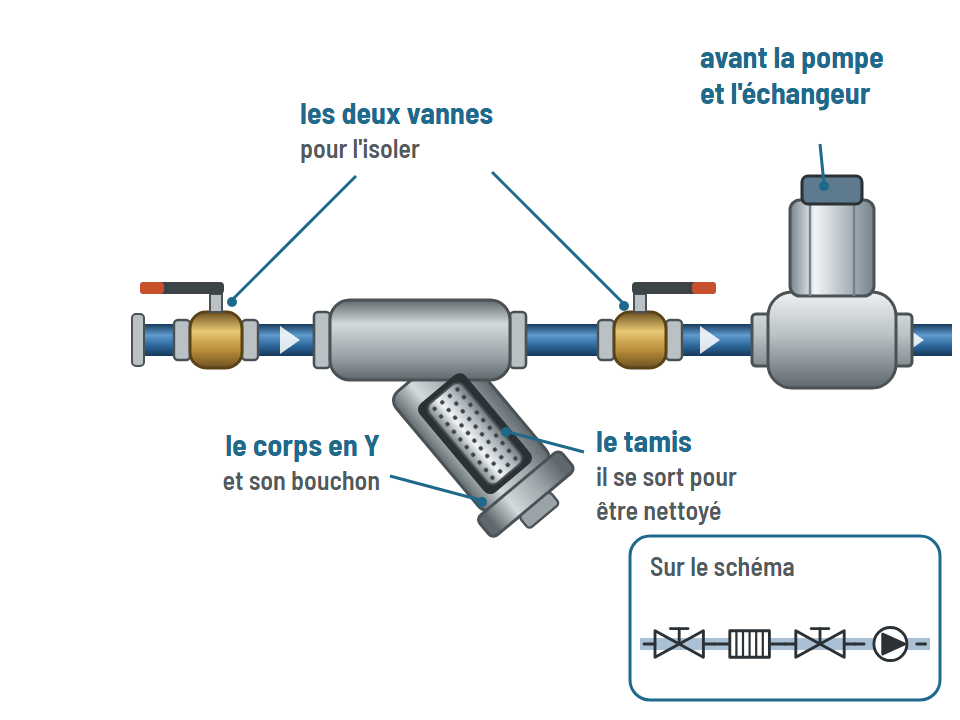 avant la pompe
et l'échangeur
les deux vannes
pour l'isoler
le corps en Y
et son bouchon
le tamis
il se sort pour
être nettoyé
Sur le schéma